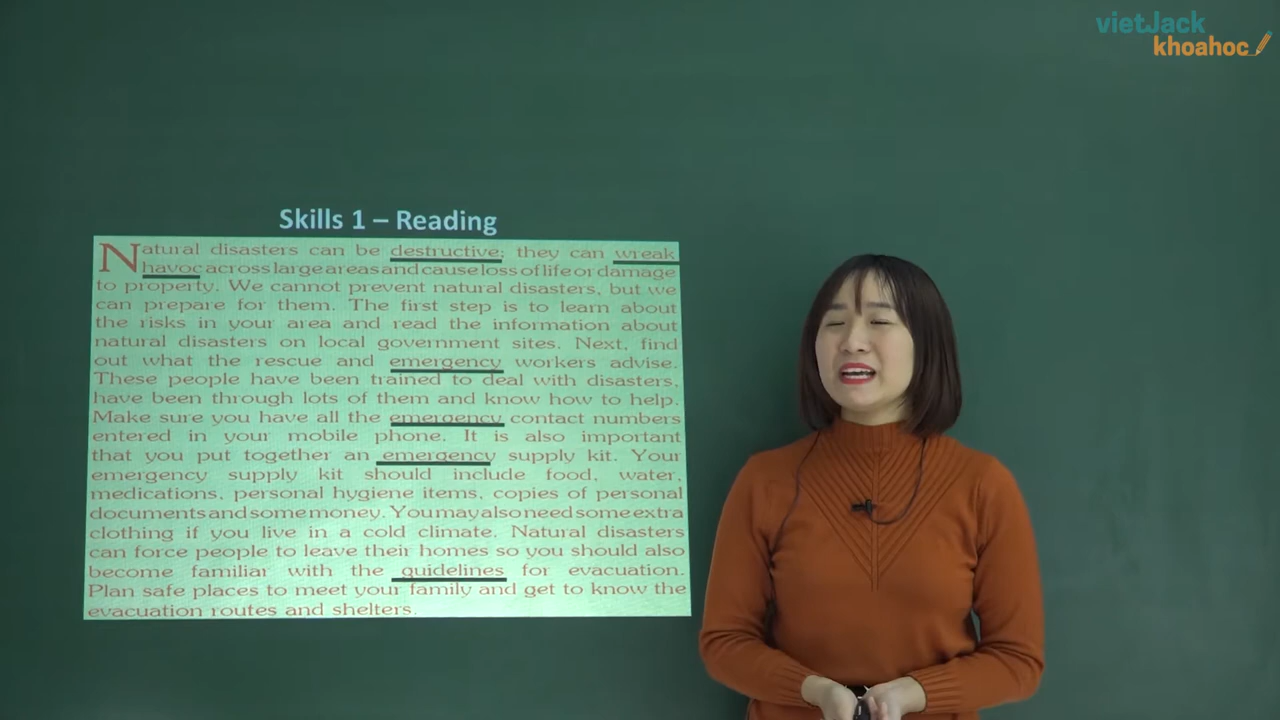 vietJack
khoahoc
Skills 1 – Reading
Natural disasters can be destructive; they can wreak
havoc across large areas and cause loss of life or damage
to property. We cannot prevent natural disasters, but we
can prepare for them. The first step is to learn about
the risks in your area and read the information about
natural disasters on local government sites. Next, find
out what the rescue and emergency workers advise.
These people have been trained to deal with disasters,
have been through lots of them and know how to help.
Make sure you have all the emergency contact numbers
entered in your mobile phone. It is also important
that you put together an emergency supply kit. Your
emergency supply kit should include food, water,
medications, personal hygiene items, copies of personal
documents and some money. You may also need some extra
clothing if you live in a cold climate. Natural disasters
can force people to leave their homes so you should also
become familiar with the guidelines for evacuation.
Plan safe places to meet your family and get to know the
evacuation routes and shelters.